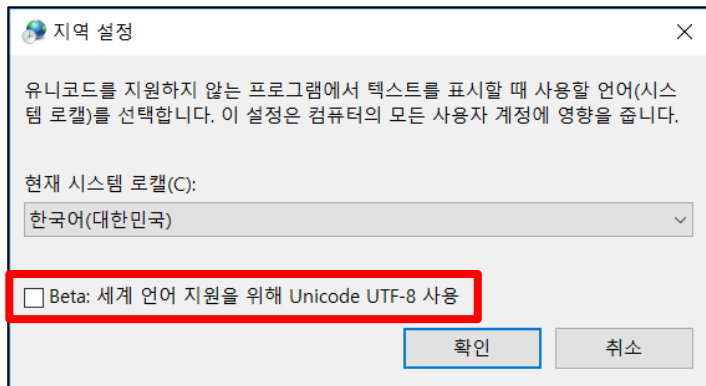 지역 설정
유니코드를 지원하지 않는 프로그램에서 텍스트를 표시할 때 사용할 언어(시스
템 로캘)를 선택합니다. 이 설정은 컴퓨터의 모든 사용자 계정에 영향을 줍니다.
현재 시스템 로캘(C):
한국어(대한민국)
Beta: 세계 언어 지원을 위해 Unicode UTF-8 사용
확인
취소